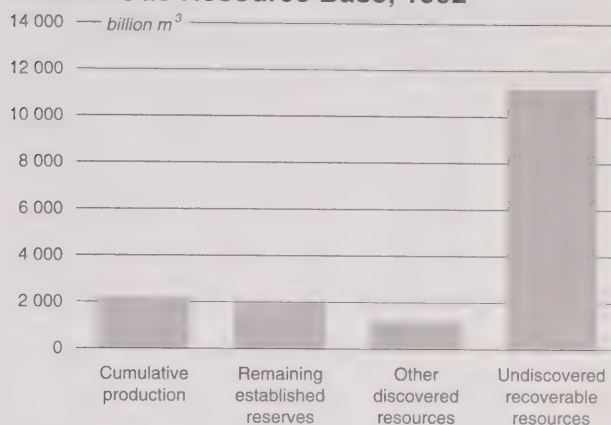 Resource Base, 1992
14 000
billion m³
12 000
10 000
8 000
6 000
4 000
2 000
0
Cumulative production
Remaining established reserves
Other discovered resources
Undiscovered recoverable resources